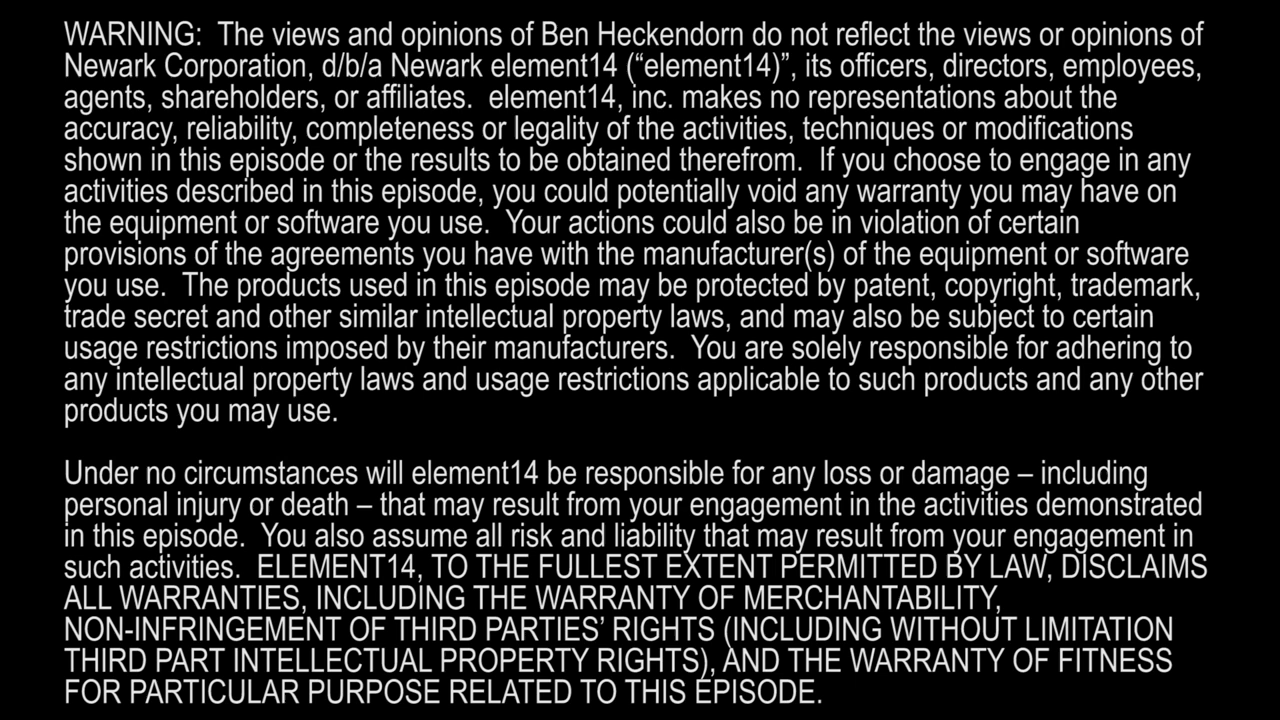 WARNING:  The views and opinions of Ben Heckendorn do not reflect the views or opinions of
Newark Corporation, d/b/a Newark element14 (“element14)”, its officers, directors, employees,
agents, shareholders, or affiliates.  element14, inc. makes no representations about the
accuracy, reliability, completeness or legality of the activities, techniques or modifications
shown in this episode or the results to be obtained therefrom.  If you choose to engage in any
activities described in this episode, you could potentially void any warranty you may have on
the equipment or software you use.  Your actions could also be in violation of certain
provisions of the agreements you have with the manufacturer(s) of the equipment or software
you use.  The products used in this episode may be protected by patent, copyright, trademark,
trade secret and other similar intellectual property laws, and may also be subject to certain
usage restrictions imposed by their manufacturers.  You are solely responsible for adhering to
any intellectual property laws and usage restrictions applicable to such products and any other
products you may use.

Under no circumstances will element14 be responsible for any loss or damage – including
personal injury or death – that may result from your engagement in the activities demonstrated
in this episode.  You also assume all risk and liability that may result from your engagement in
such activities.  ELEMENT14, TO THE FULLEST EXTENT PERMITTED BY LAW, DISCLAIMS
ALL WARRANTIES, INCLUDING THE WARRANTY OF MERCHANTABILITY,
NON-INFRINGEMENT OF THIRD PARTIES’ RIGHTS (INCLUDING WITHOUT LIMITATION
THIRD PART INTELLECTUAL PROPERTY RIGHTS), AND THE WARRANTY OF FITNESS
FOR PARTICULAR PURPOSE RELATED TO THIS EPISODE.